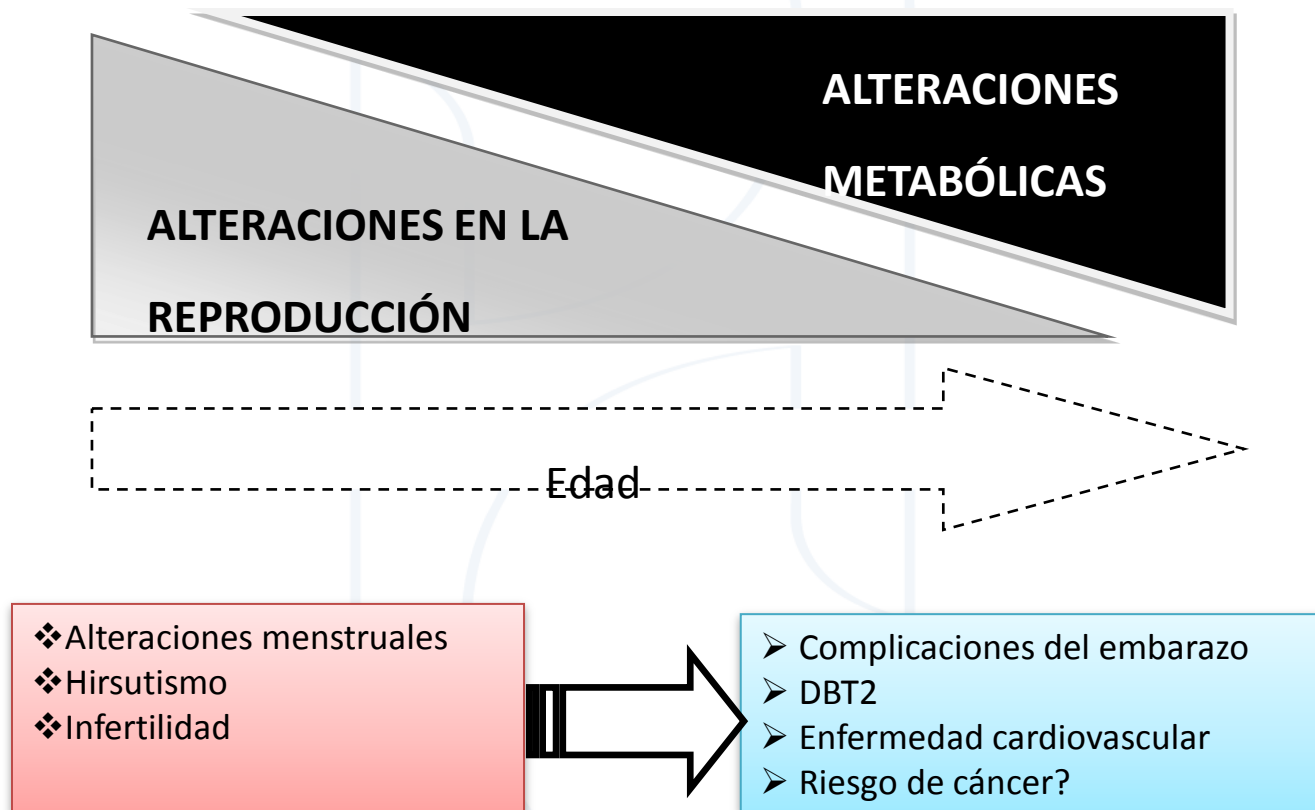 ALTERACIONES
METABÓLICAS
ALTERACIONES EN LA
REPRODUCCIÓN
Edad
❖Alteraciones menstruales
❖Hirsutismo
❖Infertilidad
➢ Complicaciones del embarazo
➢ DBT2
➢ Enfermedad cardiovascular
➢ Riesgo de cáncer?